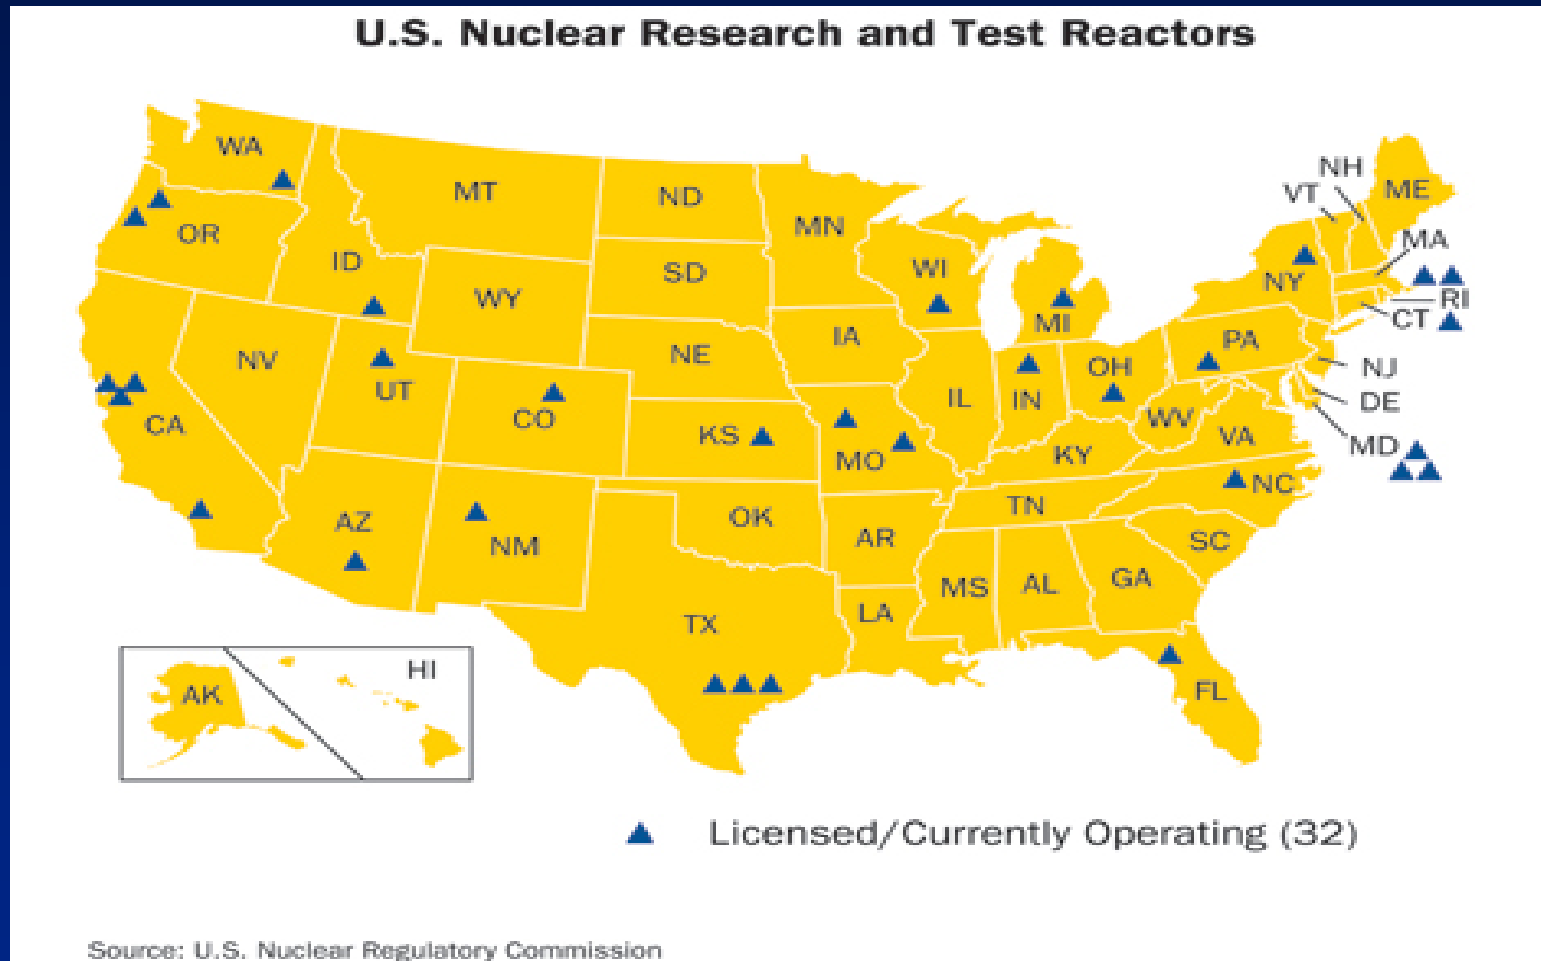 U.S. Nuclear Research and Test Reactors
WA
MT
ND
MN
NH
VT
ME
OR
ID
SD
WI
MA
WY
NY
RI
MI
CT
IA
NV
NE
PA
UT
OH
NJ
CO
IL
IN
DE
CA
KS
WV
MO
VA
MD
KY
NC
AZ
OK
TN
NM
AR
SC
MS
AL
GA
TX
LA
HI
AK
FL
Licensed/Currently Operating (32)
Source: U.S. Nuclear Regulatory Commission